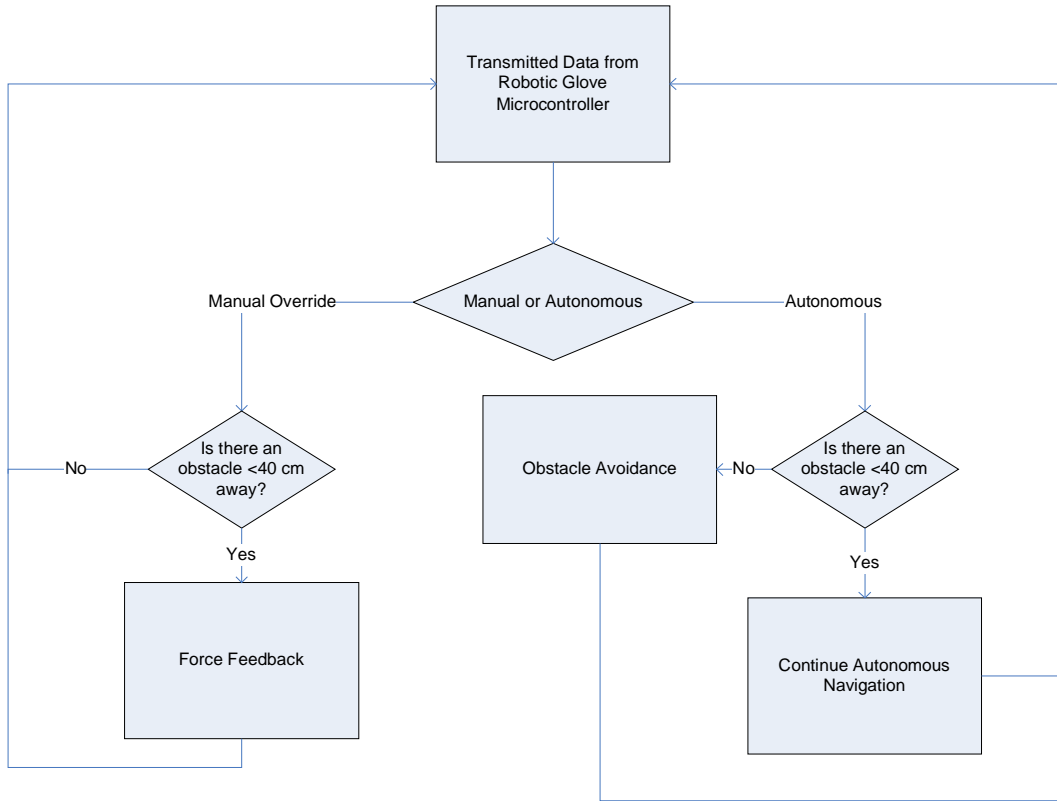 Transmitted Data from
Robotic Glove
Microcontroller
Manual Override
Manual or Autonomous
Autonomous
Is there an
obstacle <40 cm
away?
No
Yes
Force Feedback
Obstacle Avoidance
No
Is there an
obstacle <40 cm
away?
Yes
Continue Autonomous
Navigation